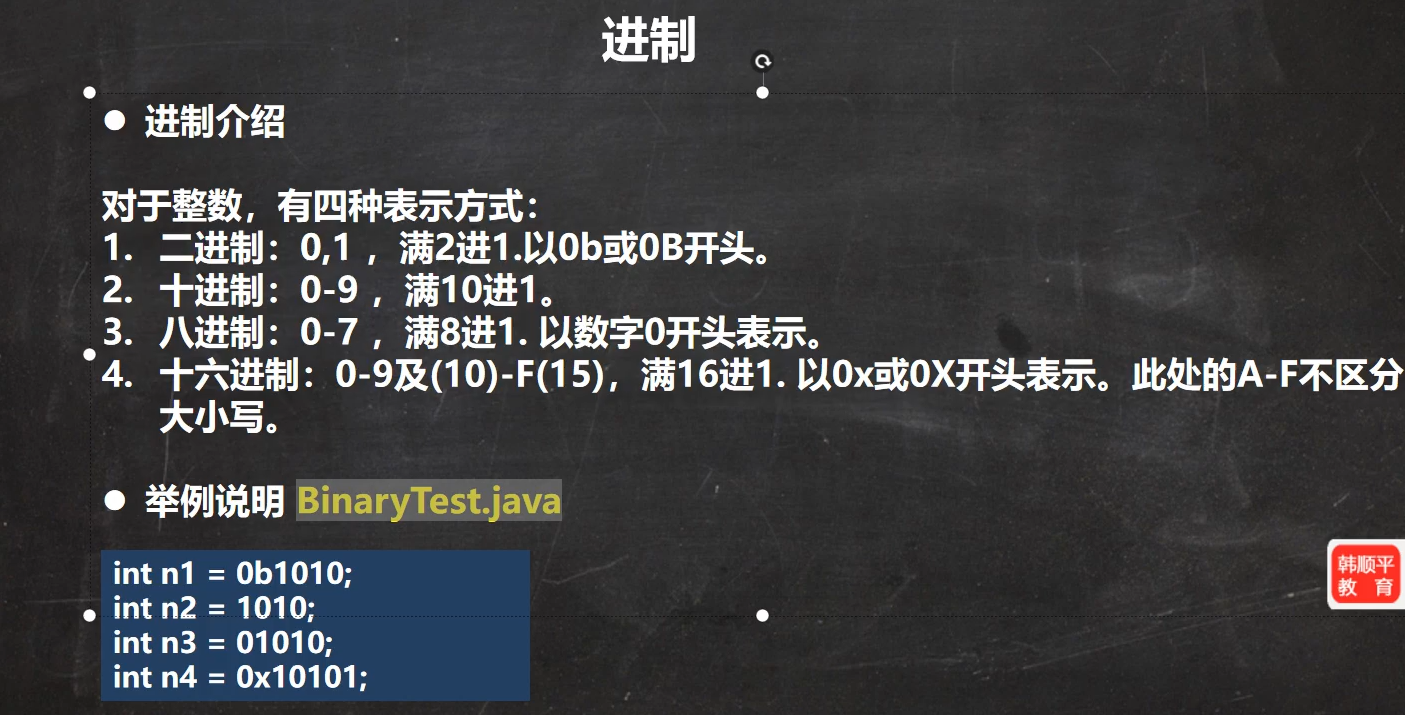 进制
● 进制介绍
对于整数，有四种表示方式：
1. 二进制：0,1 ，满2进1.以0b或0B开头。
2. 十进制：0-9 ，满10进1。
3. 八进制：0-7 ，满8进1. 以数字0开头表示。
4. 十六进制：0-9及(10)-F(15)，满16进1. 以0x或0X开头表示。此处的A-F不区分
大小写。
● 举例说明 BinaryTest.java
int n1 = 0b1010;
int n2 = 1010;
int n3 = 01010;
int n4 = 0x10101;
韩顺平
教 育